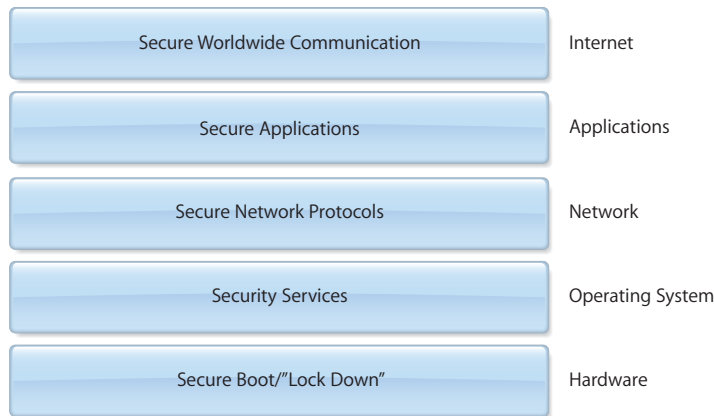 Secure Worldwide Communication Internet
Secure Applications Applications
Secure Network Protocols Network
Security Services Operating System
Secure Boot/”Lock Down” Hardware